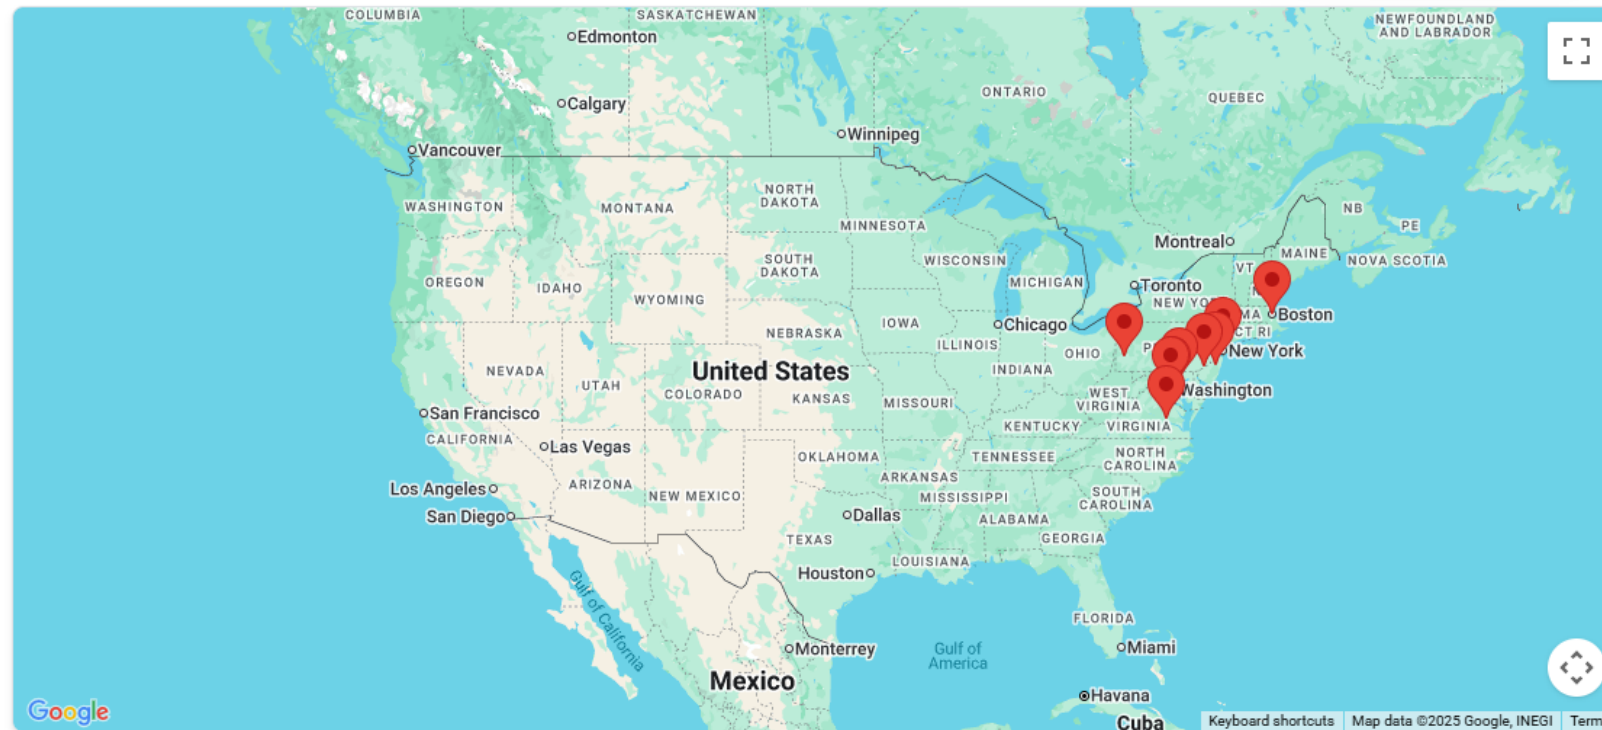 COLUMBIA
SASKATCHEWAN
NEWFOUNDLAND
AND LABRADOR
Edmonton
ONTARIO
QUEBEC
Calgary
Winnipeg
Vancouver
NORTH
DAKOTA
WASHINGTON
MONTANA
NB
MINNESOTA
PE
Montreal
MAINE
WISCONSIN
SOUTH
DAKOTA
VT
NOVA SCOTIA
OREGON
IDAHO
MICHIGAN
Toronto
WYOMING
NEW YO
MA
Boston
IOWA
Chicago
NEBRASKA
CT RI
ILLINOIS
OHIO
P
New York
United States
NEVADA
INDIANA
UTAH
COLORADO
KANSAS
MISSOURI
WEST
VIRGINIA
Washington
San Francisco
KENTUCKY
VIRGINIA
CALIFORNIA
Las Vegas
OKLAHOMA
TENNESSEE
NORTH
CAROLINA
Los Angeles
ARIZONA
NEW MEXICO
ARKANSAS
MISSISSIPPI
SOUTH
CAROLINA
San Diego
Dallas
ALABAMA
TEXAS
GEORGIA
Houston
LOUISIANA
Gulf of California
FLORIDA
Monterrey
Gulf of
America
Miami
Mexico
Havana
Cuba
Google
Keyboard shortcuts
Map data ©2025 Google, INEGI
Term